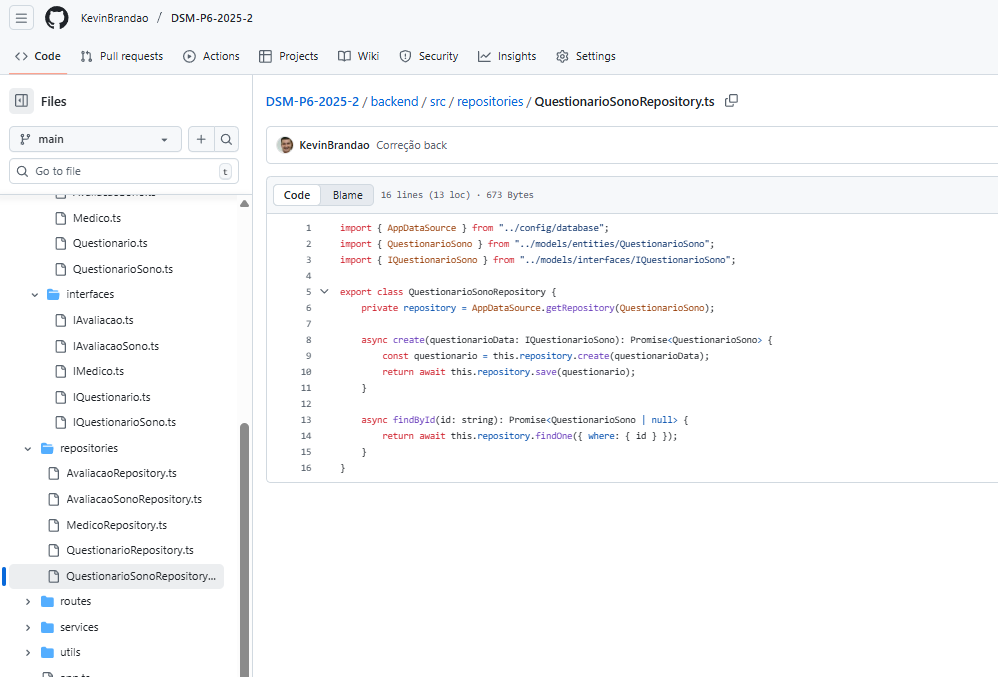 KevinBrandao / DSM-P6-2025-2
Code Pull requests Actions Projects Wiki Security Insights Settings
Files
main
Go to file t
Medico.ts
Questionario.ts
QuestionarioSono.ts
interfaces
IAvaliacao.ts
IAvaliacaoSono.ts
IMedico.ts
IQuestionario.ts
IQuestionarioSono.ts
repositories
AvaliacaoRepository.ts
AvaliacaoSonoRepository.ts
MedicoRepository.ts
QuestionarioRepository.ts
QuestionarioSonoRepository...
routes
services
utils
DSM-P6-2025-2 / backend / src / repositories / QuestionarioSonoRepository.ts
KevinBrandao Correção back
Code Blame 16 lines (13 loc) · 673 Bytes
1 import { AppDataSource } from "../config/database";
2 import { QuestionarioSono } from "../models/entities/QuestionarioSono";
3 import { IQuestionarioSono } from "../models/interfaces/IQuestionarioSono";
4
5 export class QuestionarioSonoRepository {
6 private repository = AppDataSource.getRepository(QuestionarioSono);
7
8 async create(questionarioData: IQuestionarioSono): Promise<QuestionarioSono> {
9 const questionario = this.repository.create(questionarioData);
10 return await this.repository.save(questionario);
11 }
12
13 async findById(id: string): Promise<QuestionarioSono | null> {
14 return await this.repository.findOne({ where: { id } });
15 }
16 }